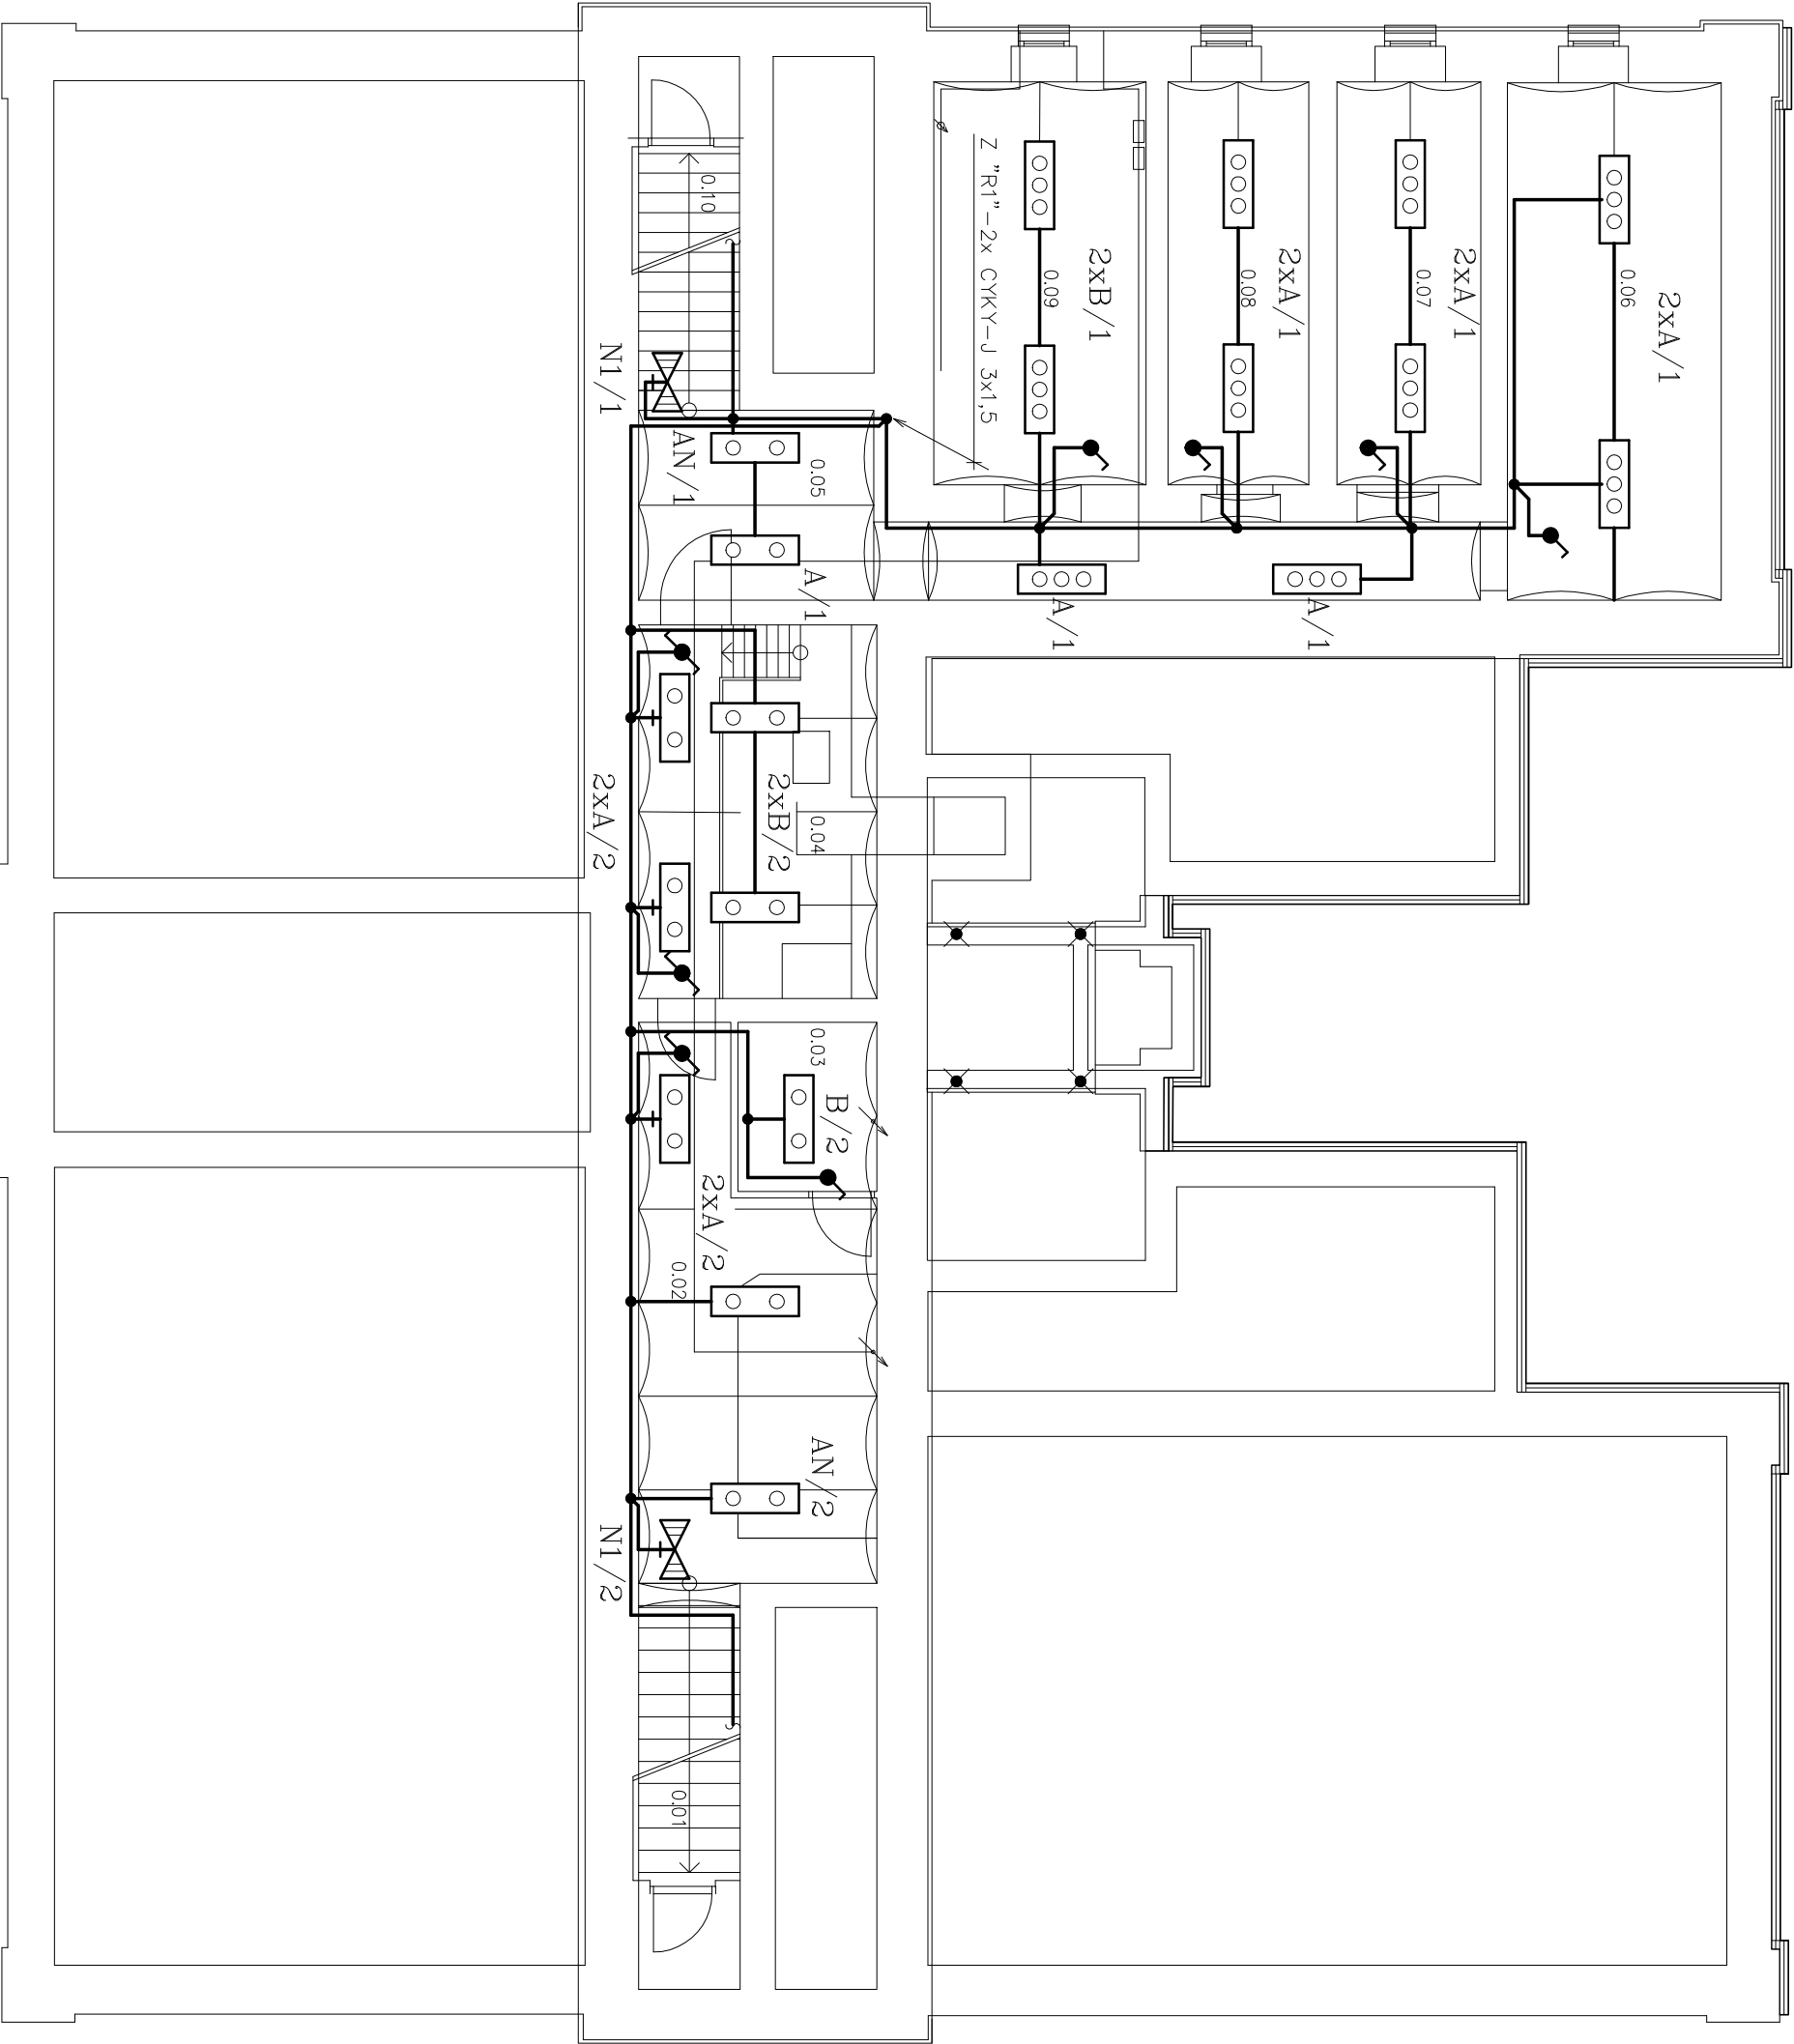 2xA/1
0.06
2xA/1
0.07
2xA/1
0.08
2xB/1
0.09
Z "R1"-2x CYKY-J 3x1,5
0.10
N1/1
AN/1
0.05
A/1
A/1
A/1
2xA/2
2xB/2
0.04
0.03
B/2
2xA/2
0.02
AN/2
N1/2
0.01